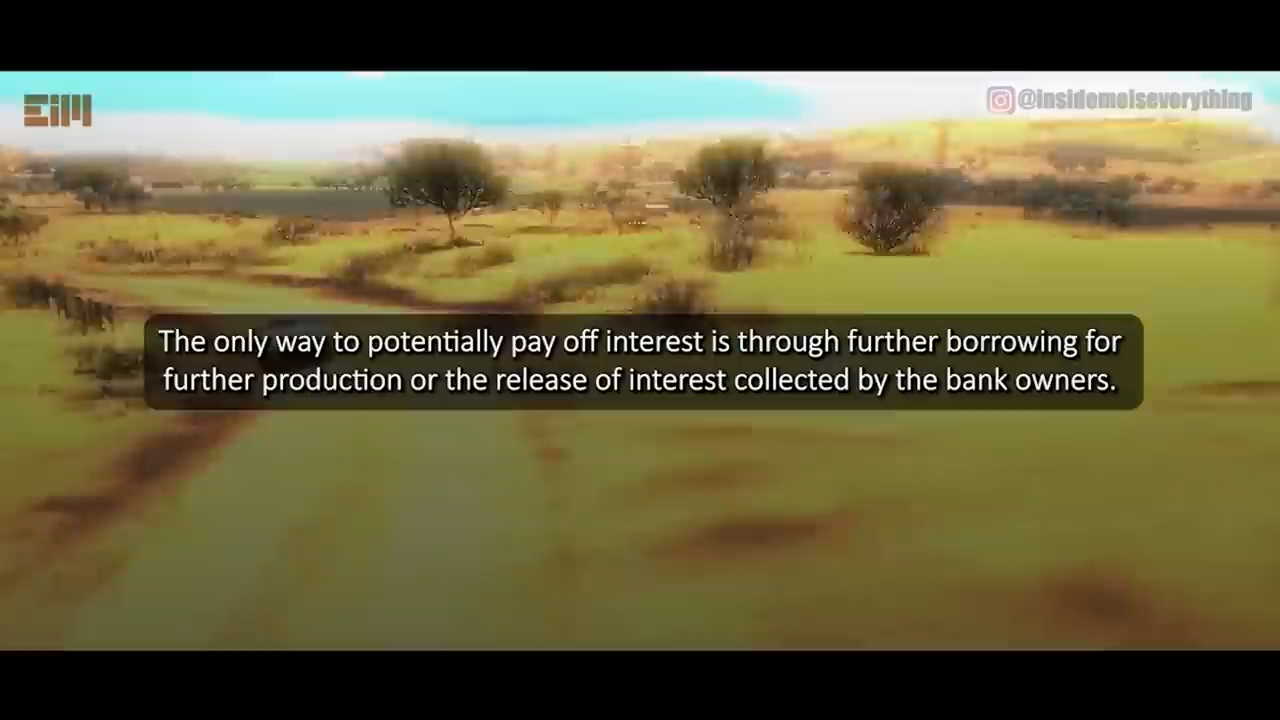 EiM
@insidemeiseverything
The only way to potentially pay off interest is through further borrowing for
further production or the release of interest collected by the bank owners.